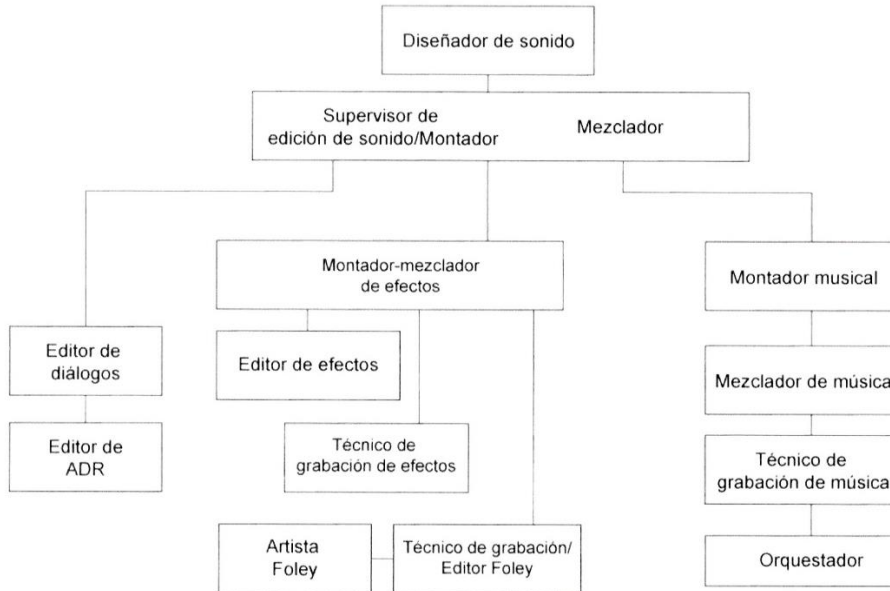 Diseñador de sonido
Supervisor de
edición de sonido/Montador
Mezclador
Montador-mezclador
de efectos
Montador musical
Editor de
diálogos
Editor de efectos
Mezclador de música
Editor de
ADR
Técnico de
grabación de efectos
Técnico de
grabación de música
Artista
Foley
Técnico de grabación/
Editor Foley
Orquestador